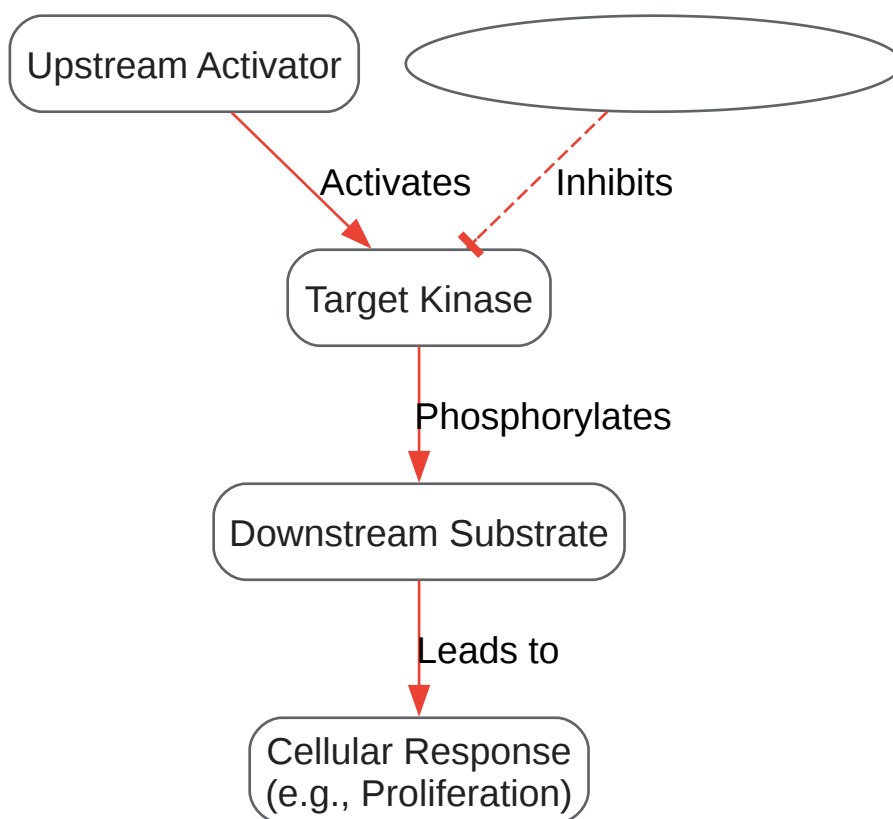 Upstream Activator
Activates
Inhibits
Target Kinase
Phosphorylates
Downstream Substrate
Leads to
Cellular Response
(e.g., Proliferation)